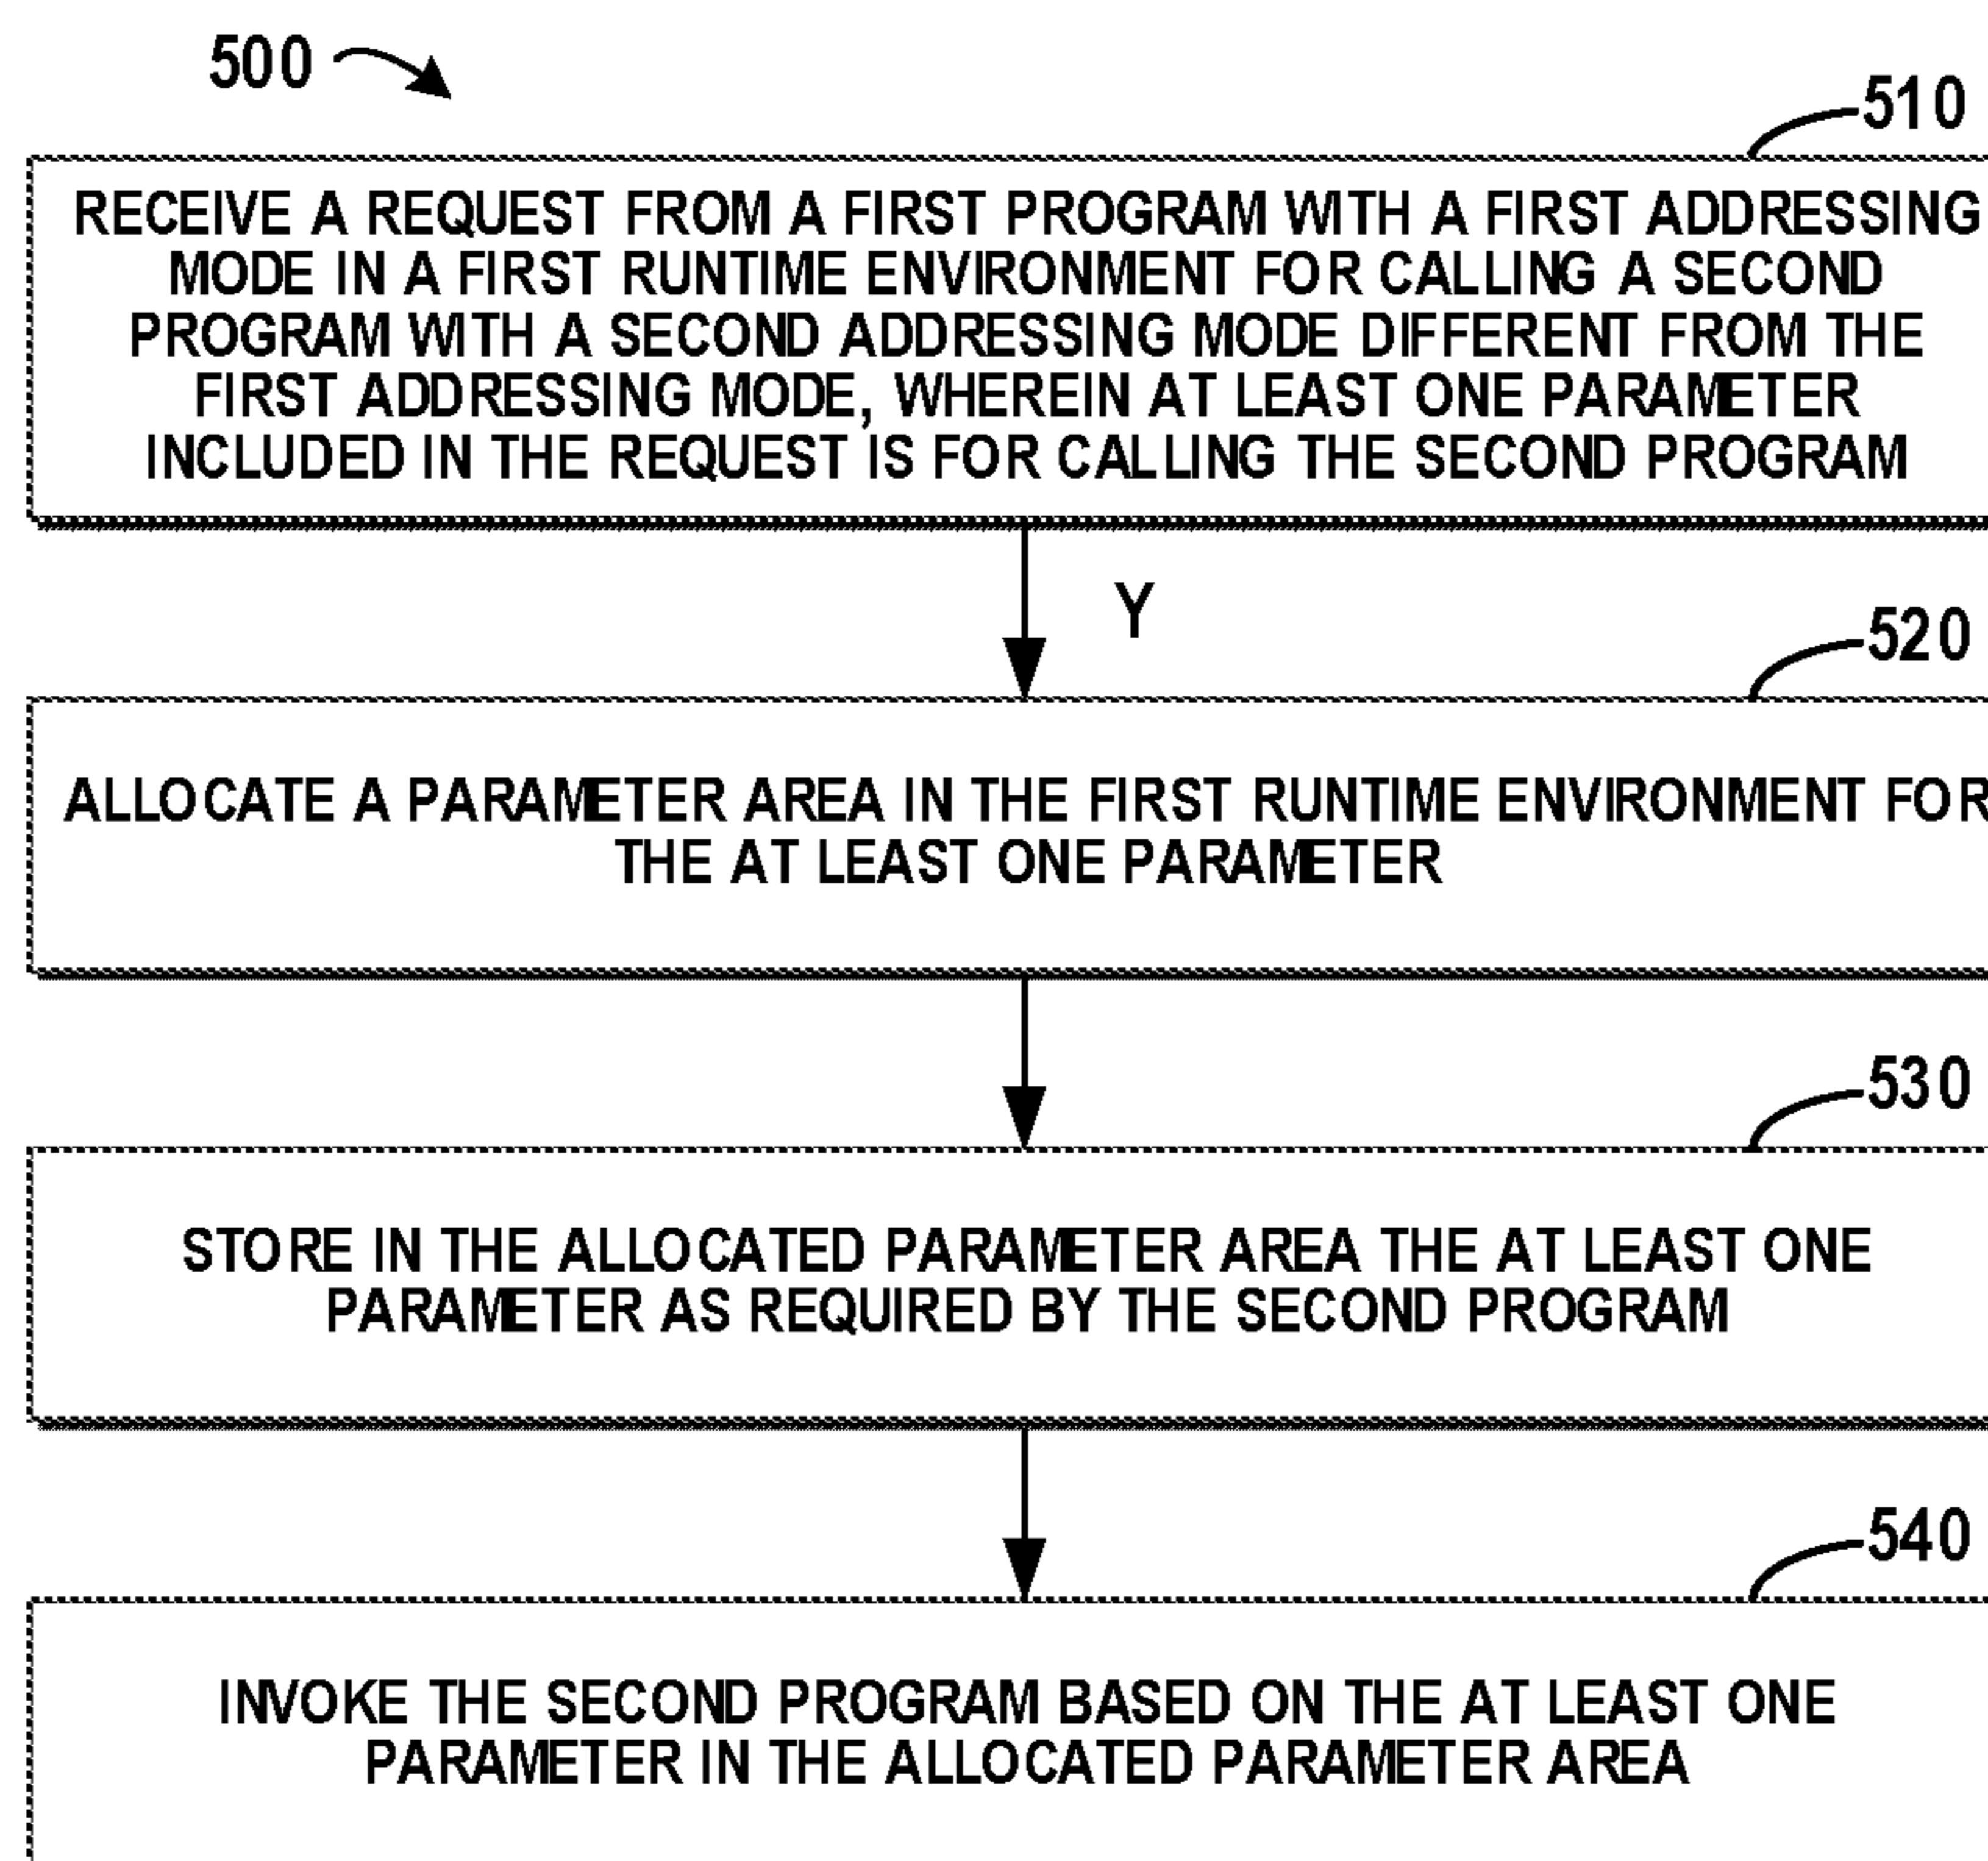 500
510
RECEIVE A REQUEST FROM A FIRST PROGRAM WITH A FIRST ADDRESSING
MODE IN A FIRST RUNTIME ENVIRONMENT FOR CALLING A SECOND
PROGRAM WITH A SECOND ADDRESSING MODE DIFFERENT FROM THE
FIRST ADDRESSING MODE, WHEREIN AT LEAST ONE PARAMETER
INCLUDED IN THE REQUEST IS FOR CALLING THE SECOND PROGRAM
Y
520
ALLOCATE A PARAMETER AREA IN THE FIRST RUNTIME ENVIRONMENT FOR
THE AT LEAST ONE PARAMETER
530
STORE IN THE ALLOCATED PARAMETER AREA THE AT LEAST ONE
PARAMETER AS REQUIRED BY THE SECOND PROGRAM
540
INVOKE THE SECOND PROGRAM BASED ON THE AT LEAST ONE
PARAMETER IN THE ALLOCATED PARAMETER AREA